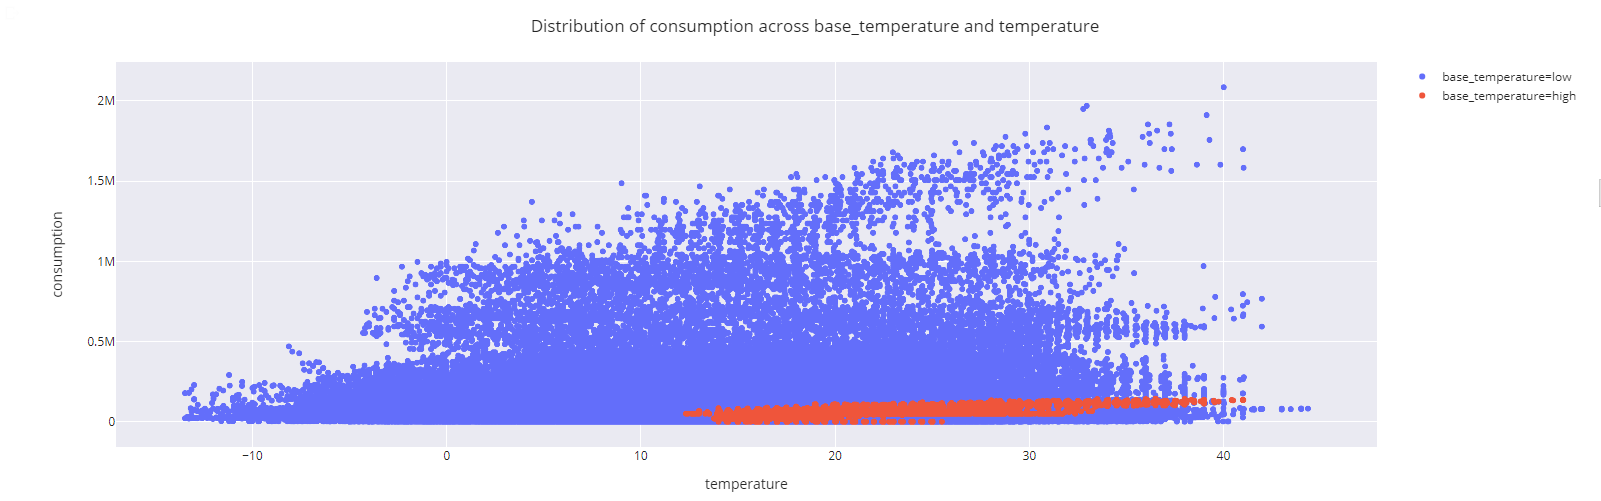 Distribution of consumption across base_temperature and temperature
base_temperature=low
base_temperature=high
2M
1.5M
1M
0.5M
0
consumption
−10
0
10
20
30
40
temperature